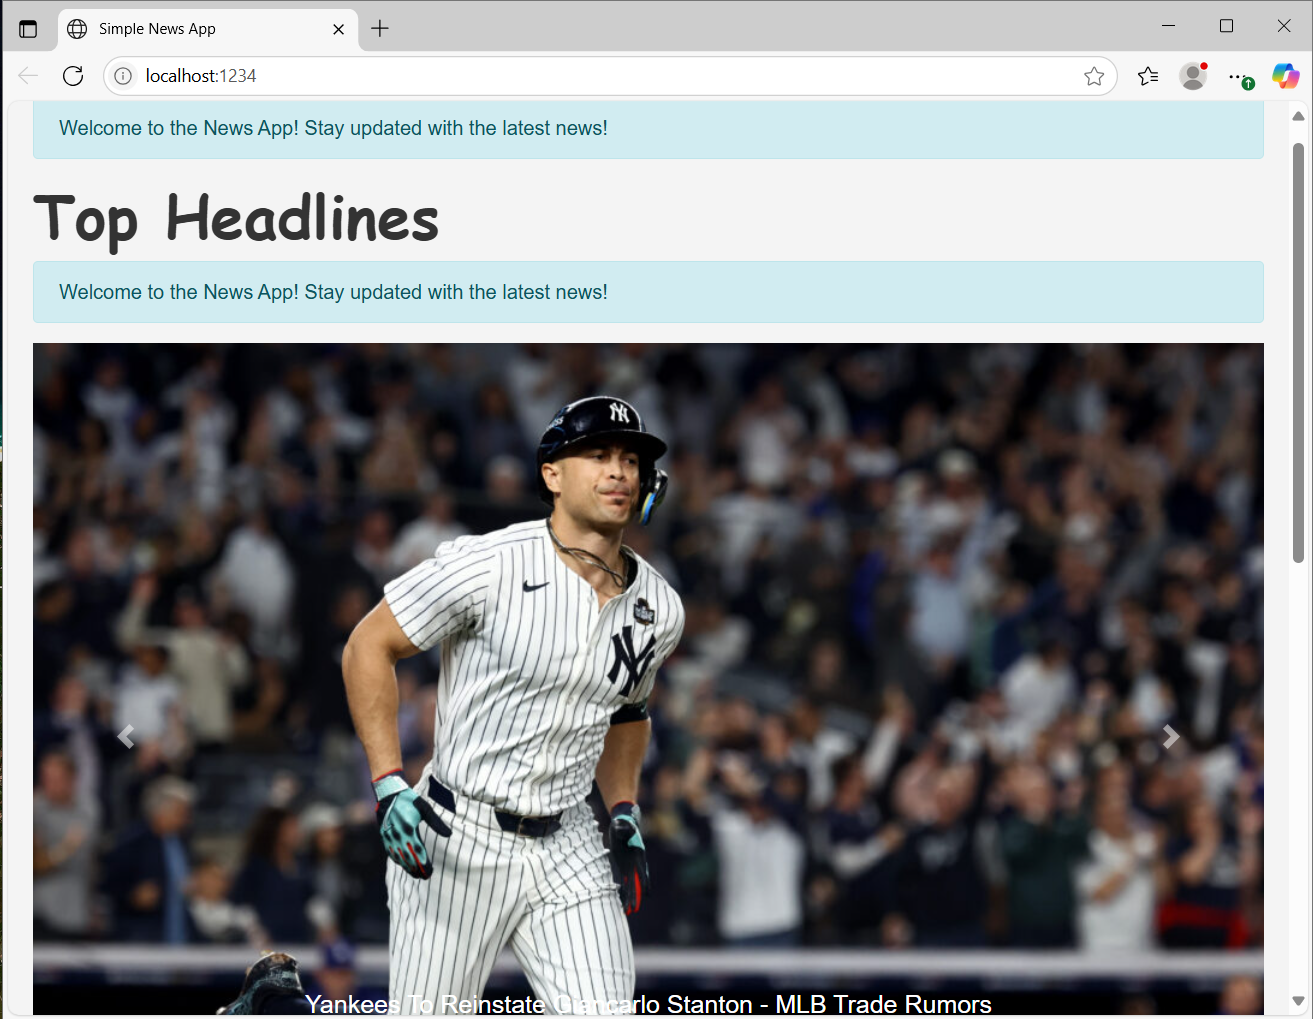 Simple News App
localhost:1234
Welcome to the News App! Stay updated with the latest news!
Top Headlines
Welcome to the News App! Stay updated with the latest news!
NY
NY
Yankees To Reinstate Giancarlo Stanton - MLB Trade Rumors